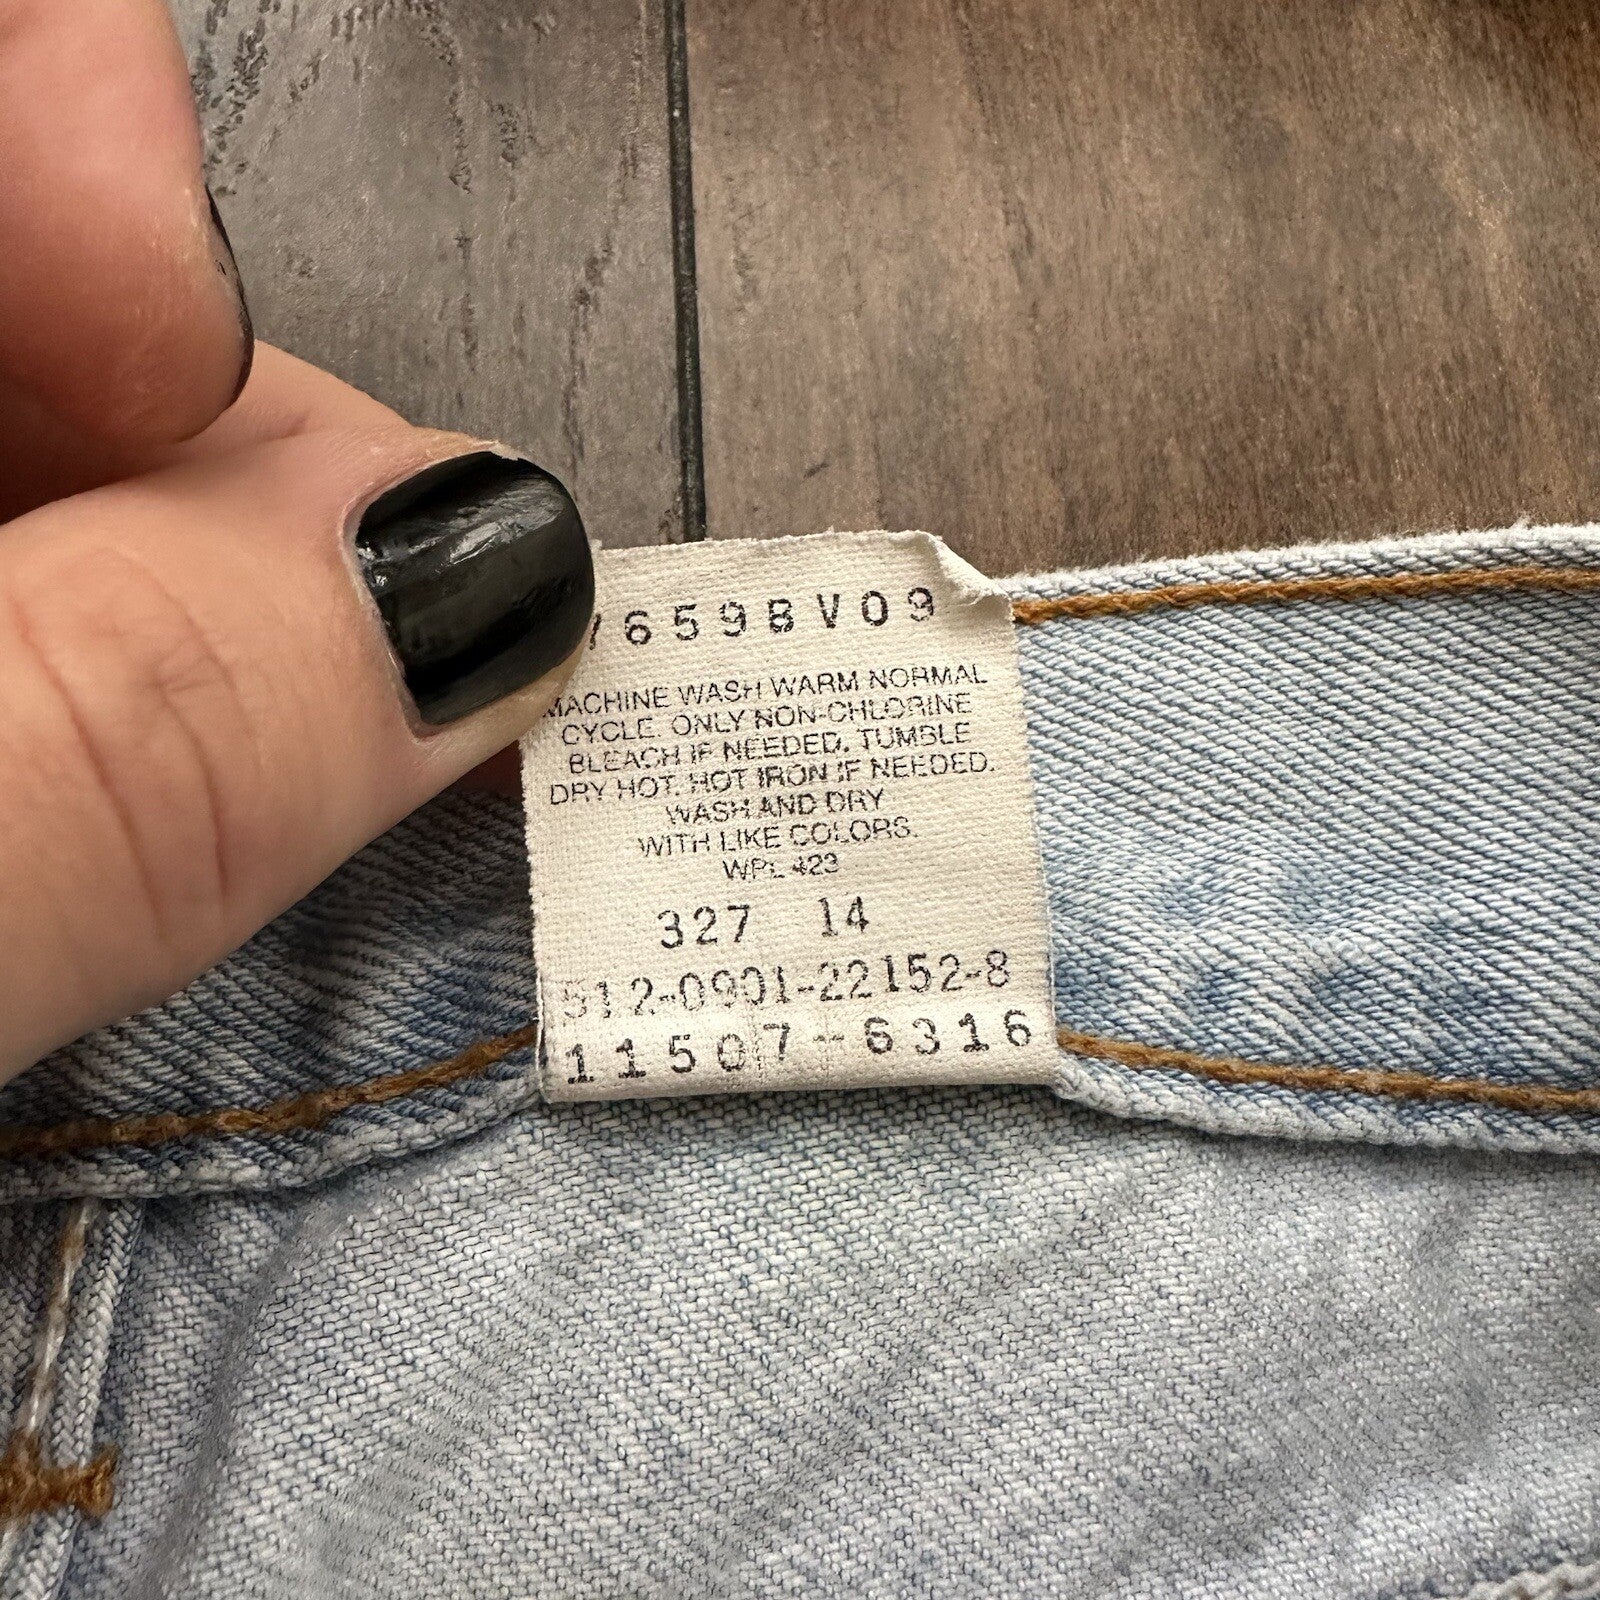 76598V09
MACHINE WASH WARM NORMAL
CYCLE. ONLY NON-CHLORINE
BLEACH IF NEEDED. TUMBLE
DRY HOT. HOT IRON IF NEEDED.
WASH AND DRY
WITH LIKE COLORS.
WPL 423
327 14
512-0901-22152-8
11507-6316